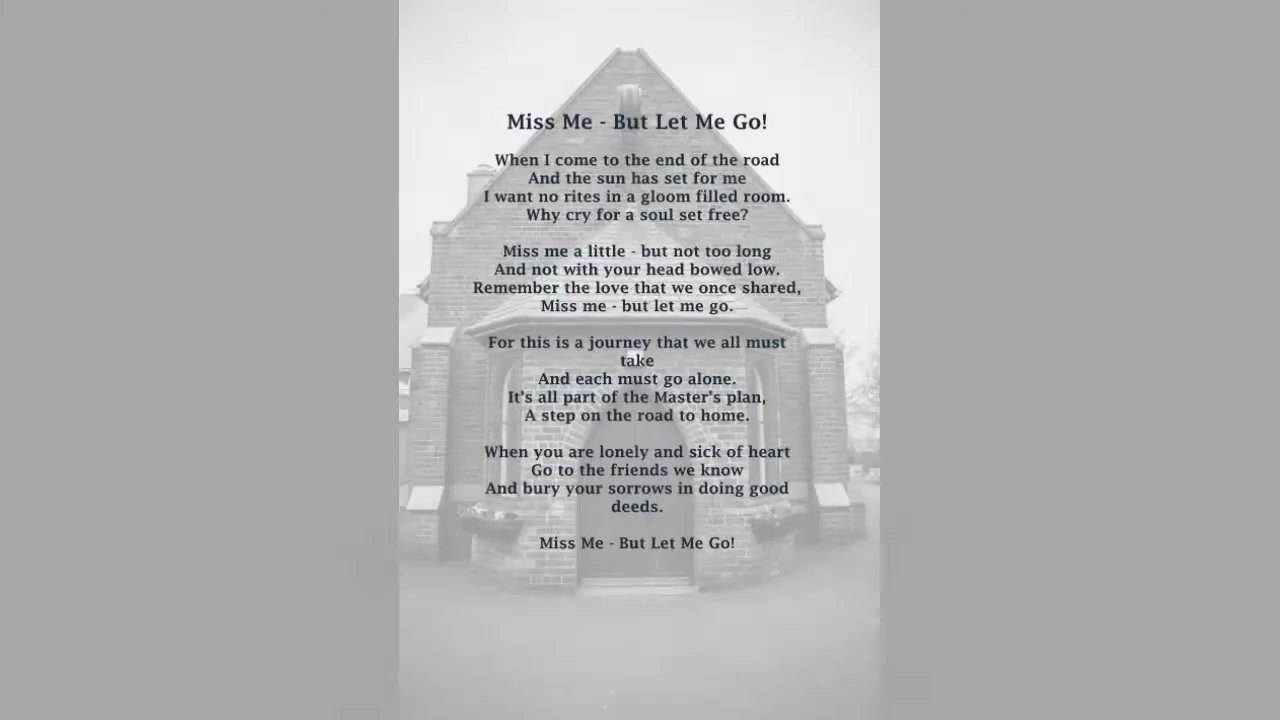 Miss Me - But Let Me Go!
When I come to the end of the road
And the sun has set for me
I want no rites in a gloom filled room.
Why cry for a soul set free?
Miss me a little - but not too long
And not with your head bowed low.
Remember the love that we once shared,
Miss me - but let me go.
For this is a journey that we all must
take
And each must go alone.
It's all part of the Master's plan,
A step on the road to home.
When you are lonely and sick of heart
Go to the friends we know
And bury your sorrows in doing good
deeds.
Miss Me - But Let Me Go!